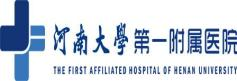 河南大學第一附属医院
THE FIRST AFFILIATED HOSPITAL OF HENAN UNIVERSITY